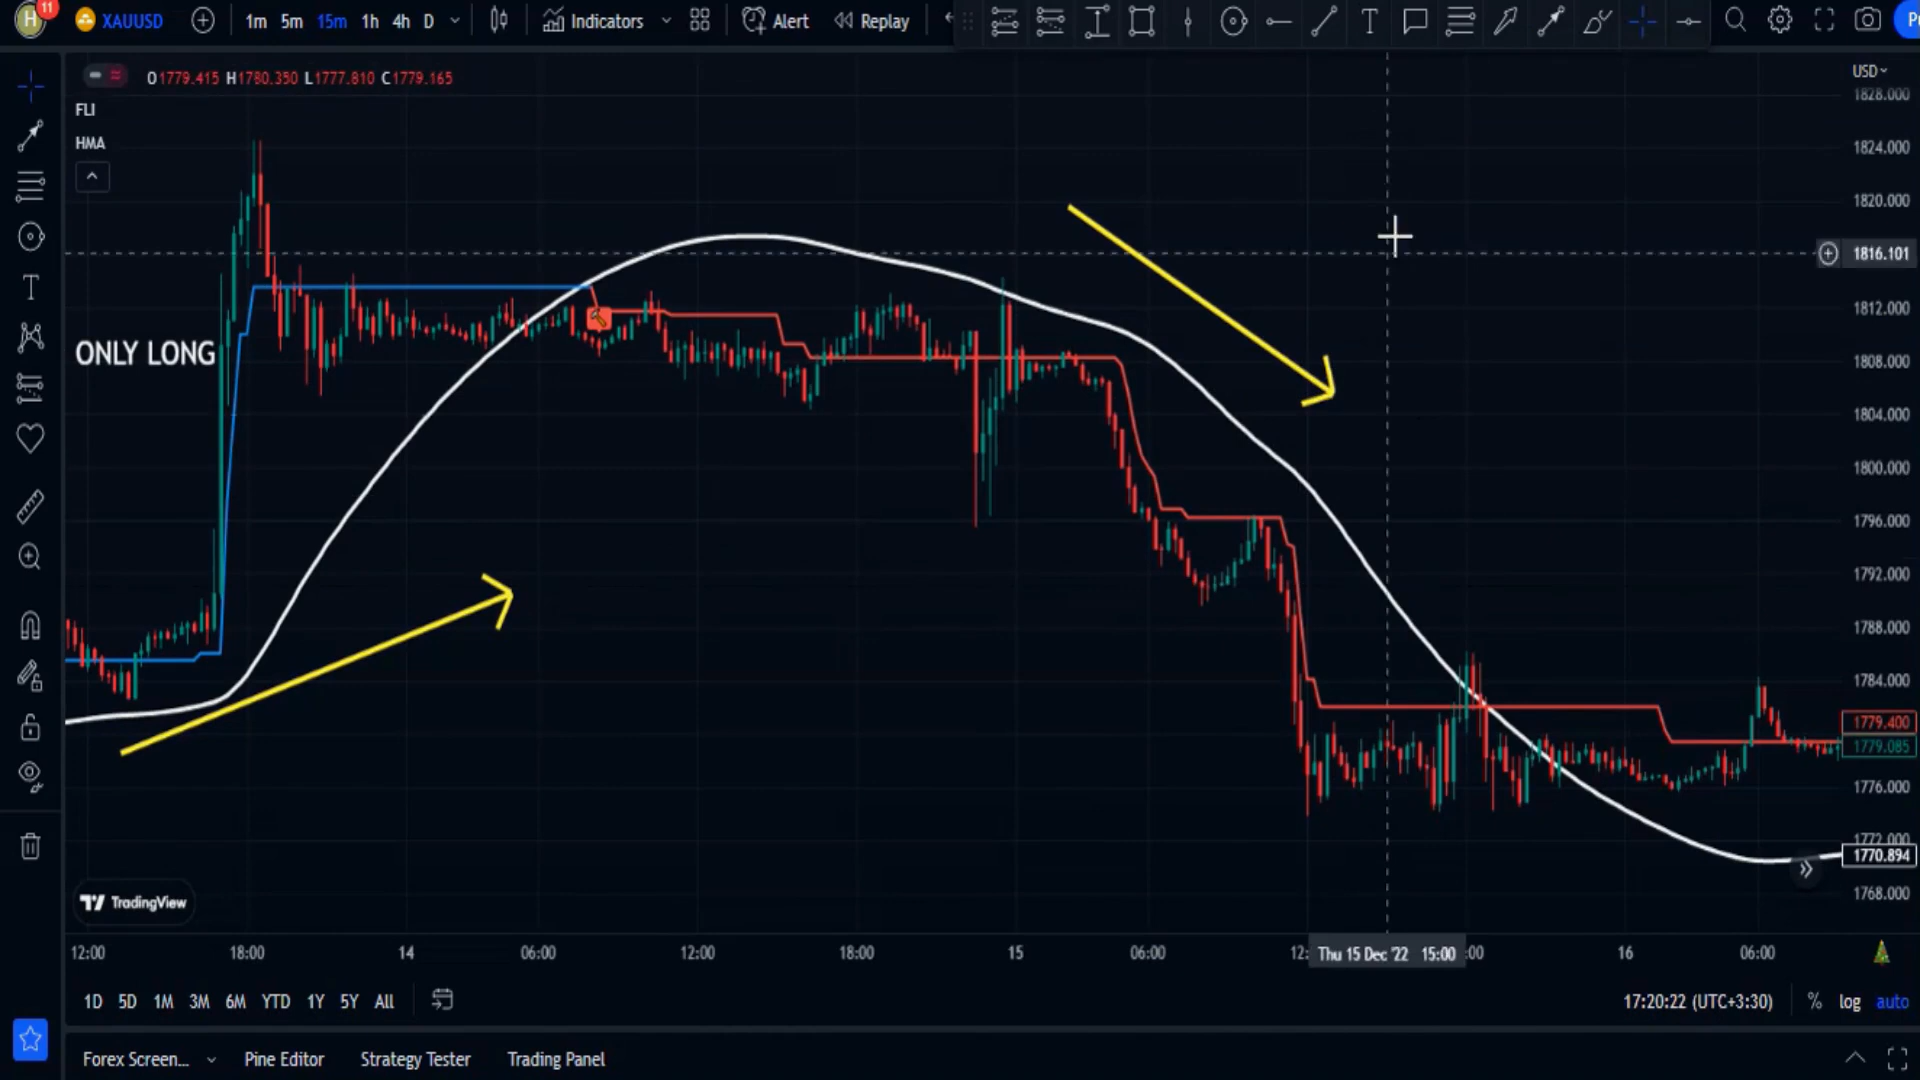 H 11 XAUUSD 1m 5m 15m 1h 4h D Indicators Alert Replay T
O1779.415 H1780.350 L1777.810 C1779.165
USD
FLI
HMA
ONLY LONG
1828.000
1824.000
1820.000
1816.101
1812.000
1808.000
1804.000
1800.000
1796.000
1792.000
1788.000
1784.000
1779.400
1779.085
1776.000
1772.000
1770.894
1768.000
TradingView
12:00 18:00 14 06:00 12:00 18:00 15 06:00 12: Thu 15 Dec '22 15:00 :00 16 06:00
1D 5D 1M 3M 6M YTD 1Y 5Y All 17:20:22 (UTC+3:30) % log auto
Forex Screen... Pine Editor Strategy Tester Trading Panel